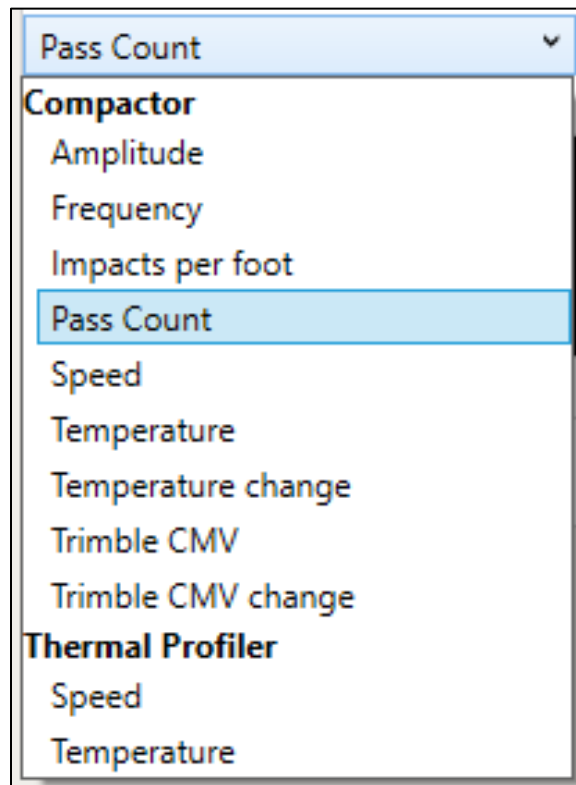 Pass Count
Compactor
Amplitude
Frequency
Impacts per foot
Pass Count
Speed
Temperature
Temperature change
Trimble CMV
Trimble CMV change
Thermal Profiler
Speed
Temperature